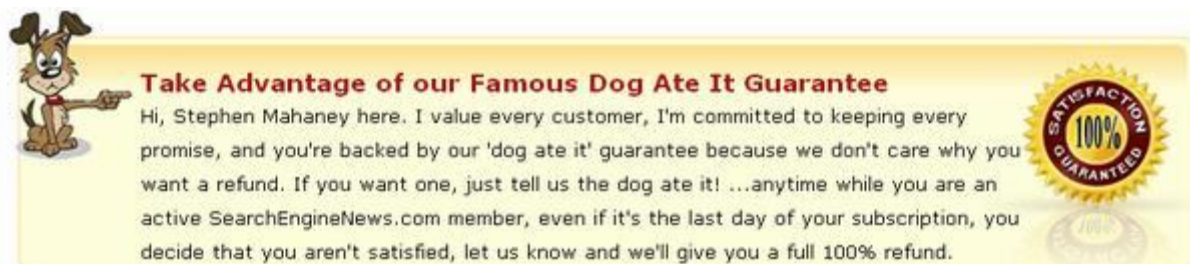 Take Advantage of our Famous Dog Ate It Guarantee
Hi, Stephen Mahaney here. I value every customer, I'm committed to keeping every
promise, and you're backed by our 'dog ate it' guarantee because we don't care why you
want a refund. If you want one, just tell us the dog ate it! ...anytime while you are an
active SearchEngineNews.com member, even if it's the last day of your subscription, you
decide that you aren't satisfied, let us know and we'll give you a full 100% refund.
SATISFACTION
100%
GUARANTEED